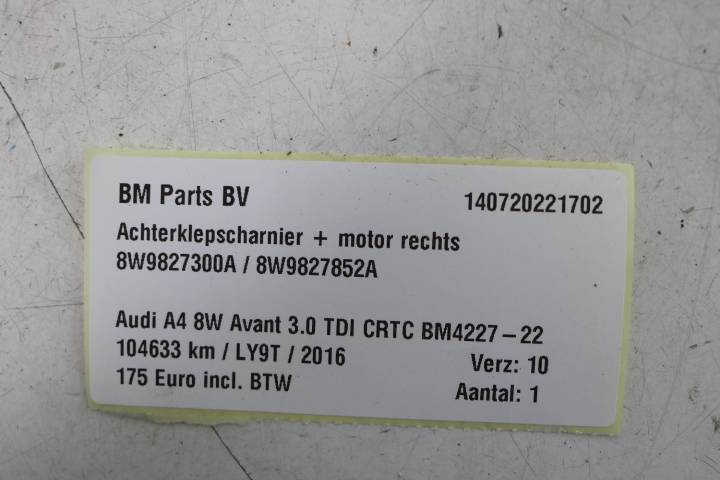 BM Parts BV 140720221702
Achterklepscharnier + motor rechts
8W9827300A / 8W9827852A
Audi A4 8W Avant 3.0 TDI CRTC BM4227-22
104633 km / LY9T / 2016 Verz: 10
175 Euro incl. BTW Aantal: 1